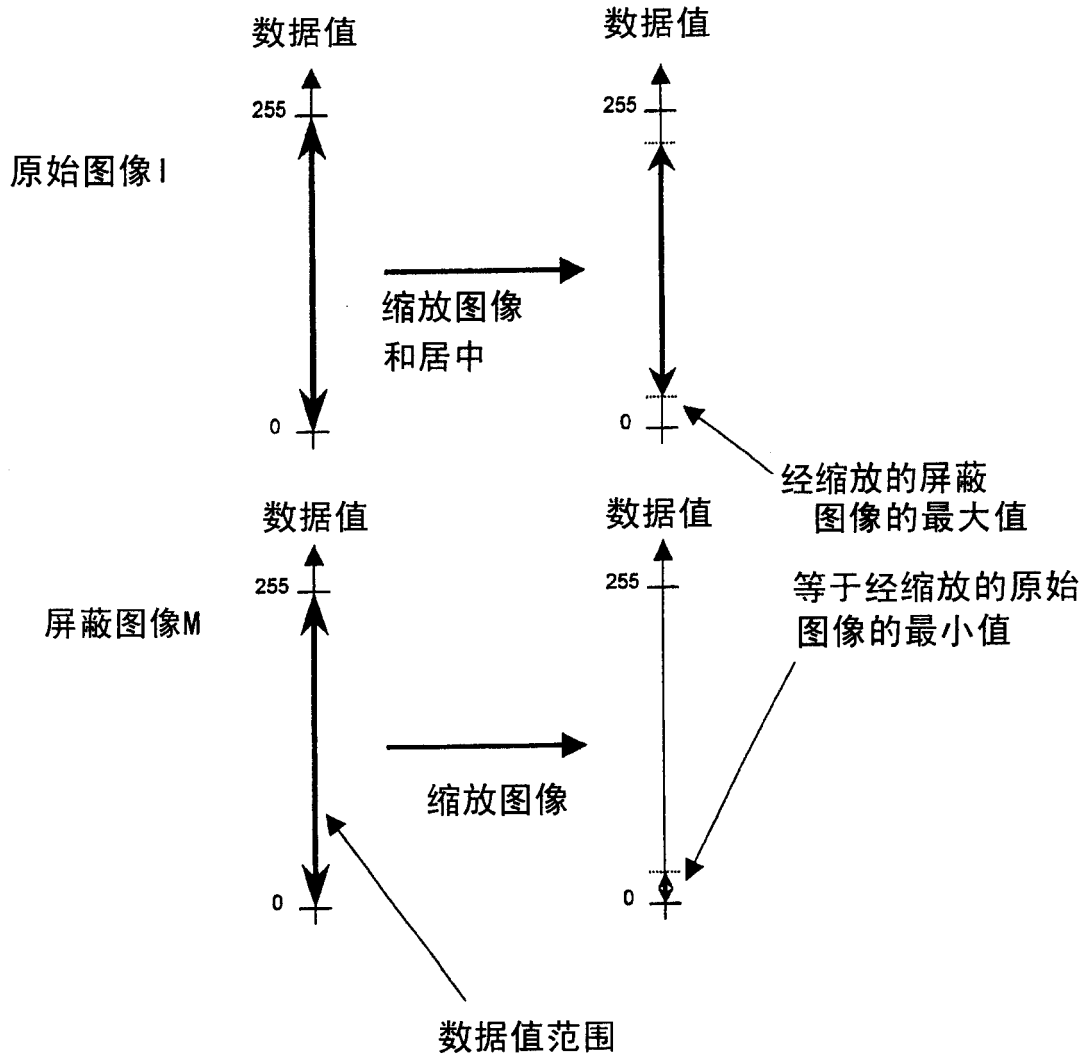 数据值
数据值
255
255
原始图像I
缩放图像
和居中
0
0
经缩放的屏蔽
图像的最大值
数据值
数据值
255
255
等于经缩放的原始
图像的最小值
屏蔽图像M
缩放图像
0
0
数据值范围